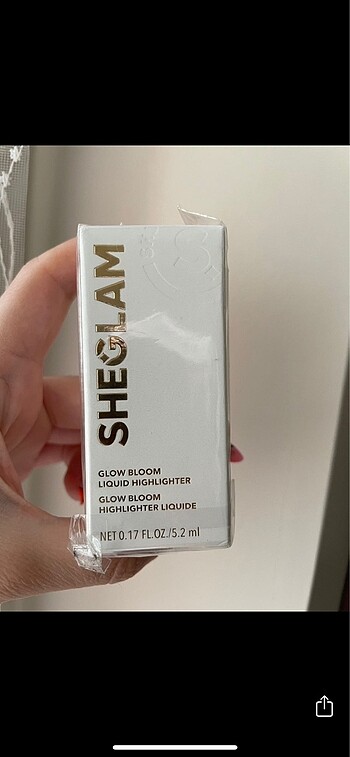 SHEGLAM
GLOW BLOOM
LIQUID HIGHLIGHTER
GLOW BLOOM
HIGHLIGHTER LIQUIDE
NET 0.17 FL.OZ./5.2 ml